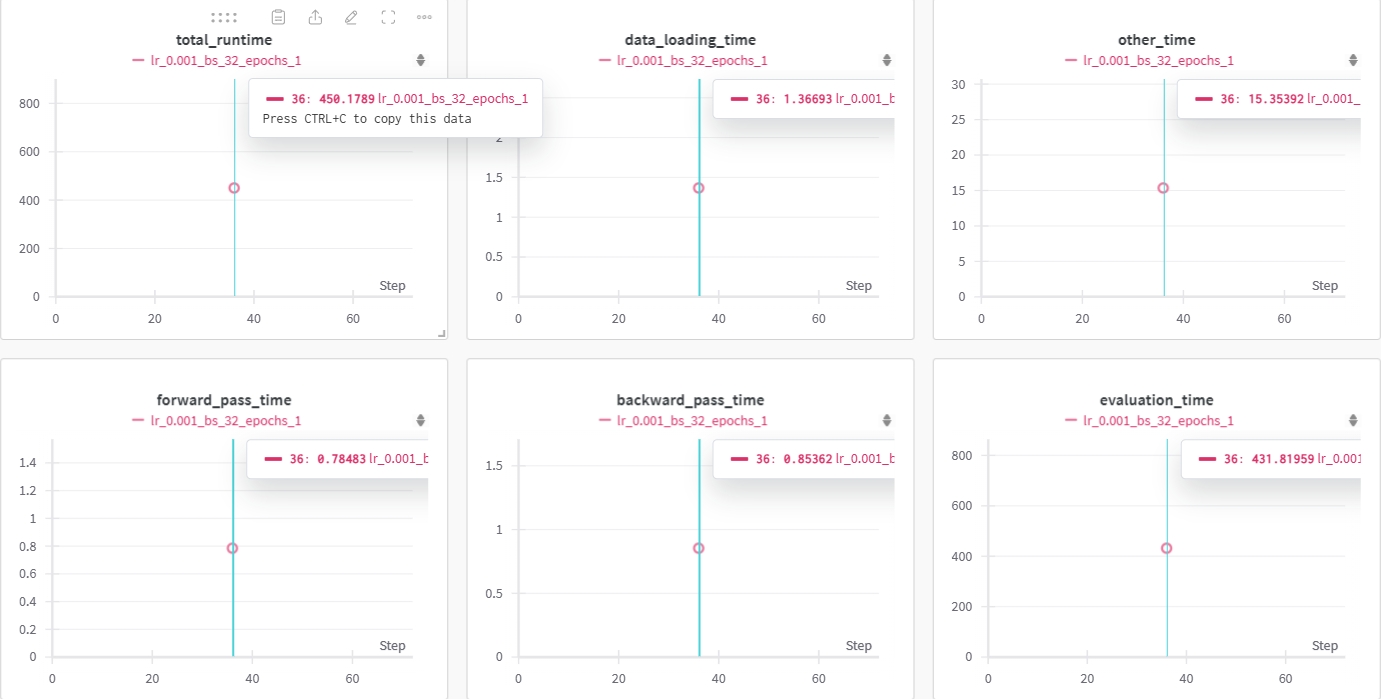 total_runtime
lr_0.001_bs_32_epochs_1
36: 450.1789 lr_0.001_bs_32_epochs_1
Press CTRL+C to copy this data
800
600
400
200
0
0 20 40 60
Step
data_loading_time
lr_0.001_bs_32_epochs_1
36: 1.36693 lr_0.001_b
2
1.5
1
0.5
0
0 20 40 60
Step
other_time
lr_0.001_bs_32_epochs_1
36: 15.35392 lr_0.001_
30
25
20
15
10
5
0
0 20 40 60
Step
forward_pass_time
lr_0.001_bs_32_epochs_1
36: 0.78483 lr_0.001_b
1.4
1.2
1
0.8
0.6
0.4
0.2
0
0 20 40 60
Step
backward_pass_time
lr_0.001_bs_32_epochs_1
36: 0.85362 lr_0.001_b
1.5
1
0.5
0
0 20 40 60
Step
evaluation_time
lr_0.001_bs_32_epochs_1
36: 431.81959 lr_0.001
800
600
400
200
0
0 20 40 60
Step